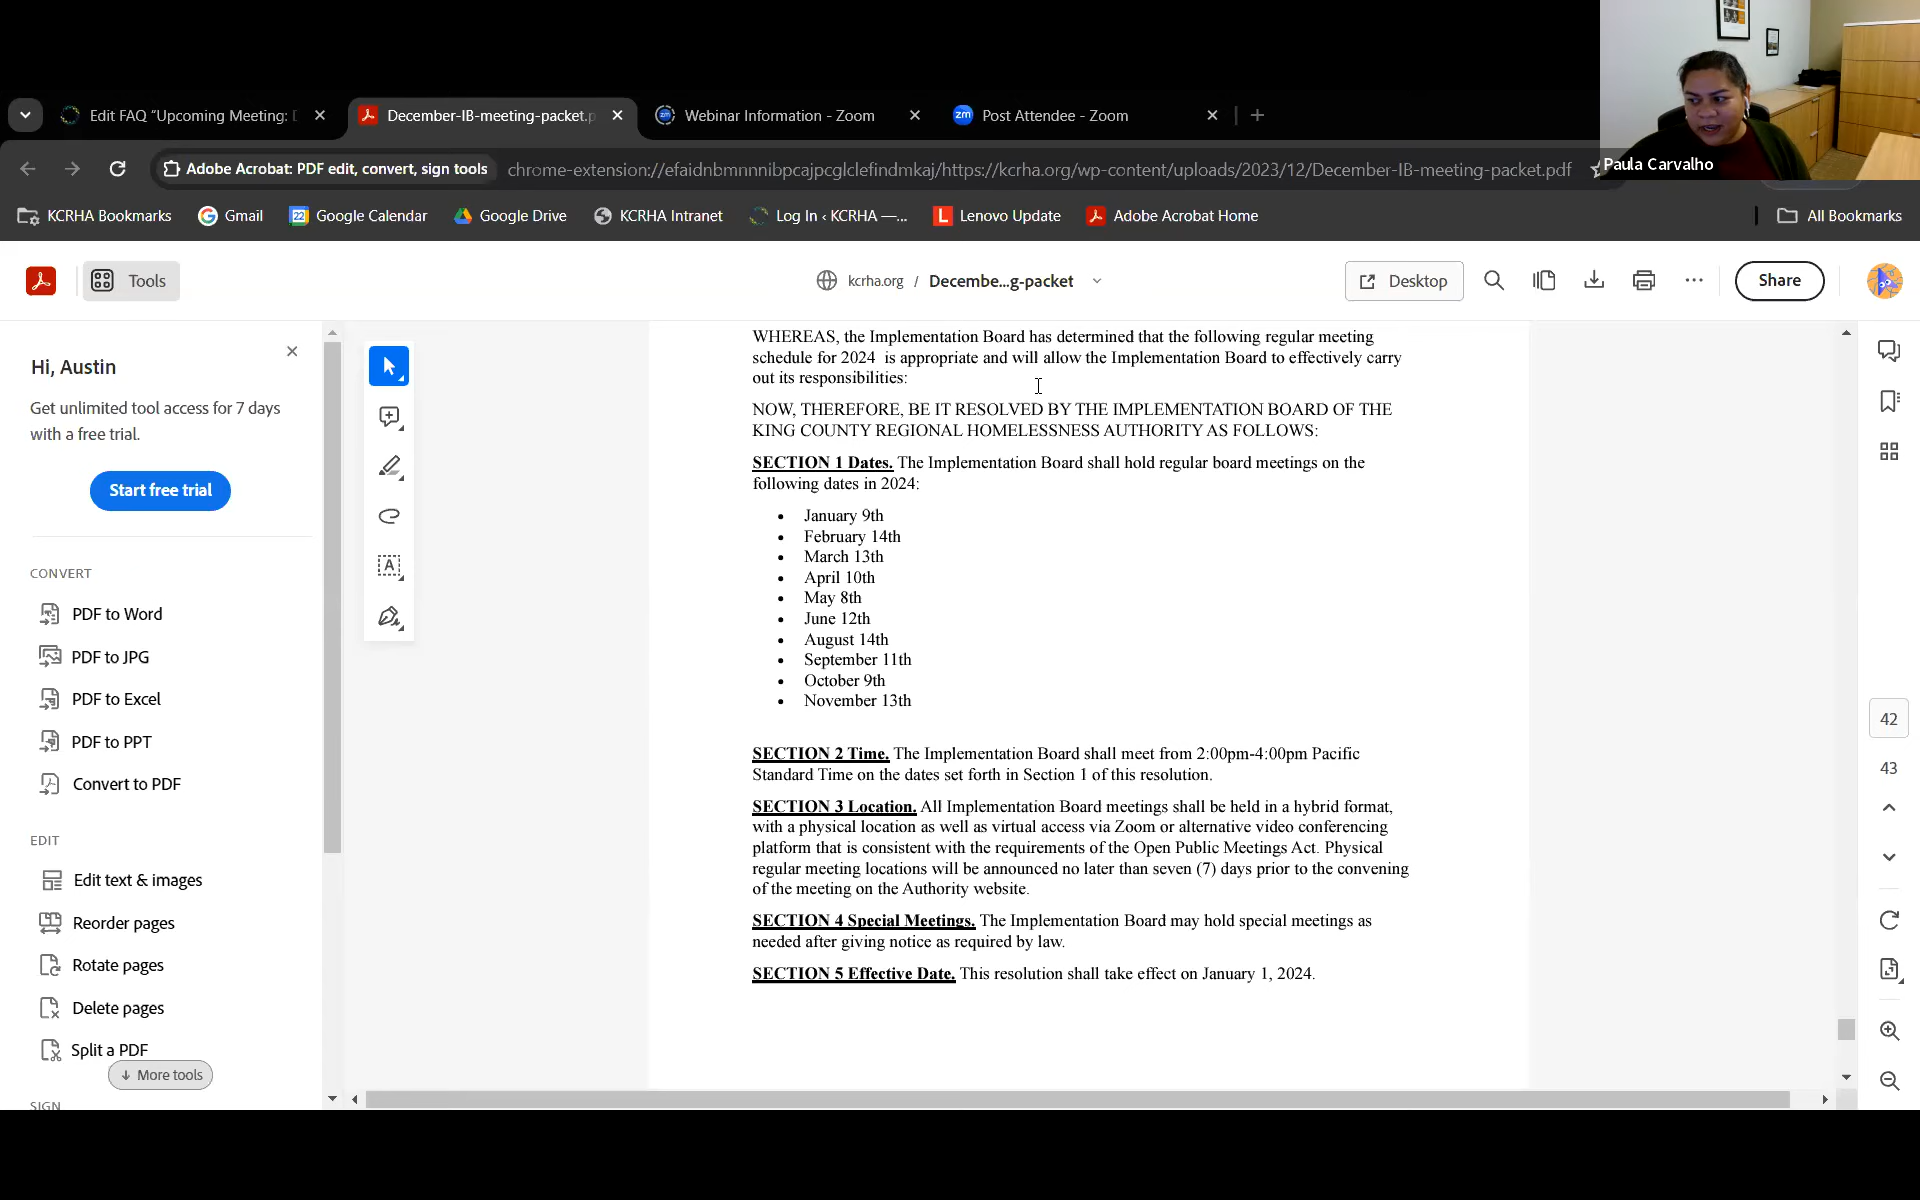 Edit FAQ “Upcoming Meeting: D
December-IB-meeting-packet.p
Webinar Information - Zoom
zm
Post Attendee - Zoom
Paula Carvalho
Adobe Acrobat: PDF edit, convert, sign tools
chrome-extension://efaidnbmnnnibpcajpcglclefindmkaj/https://kcrha.org/wp-content/uploads/2023/12/December-IB-meeting-packet.pdf
KCRHA Bookmarks
Gmail
22
Google Calendar
Google Drive
KCRHA Intranet
Log In ‹ KCRHA —...
L
Lenovo Update
Adobe Acrobat Home
All Bookmarks
Tools
kcrha.org / Decembe...g-packet
Desktop
Share
Hi, Austin
Get unlimited tool access for 7 days
with a free trial.
Start free trial
CONVERT
PDF to Word
PDF to JPG
PDF to Excel
PDF to PPT
Convert to PDF
EDIT
Edit text & images
Reorder pages
Rotate pages
Delete pages
Split a PDF
More tools
SIGN
A
WHEREAS, the Implementation Board has determined that the following regular meeting
schedule for 2024 is appropriate and will allow the Implementation Board to effectively carry
out its responsibilities:
NOW, THEREFORE, BE IT RESOLVED BY THE IMPLEMENTATION BOARD OF THE
KING COUNTY REGIONAL HOMELESSNESS AUTHORITY AS FOLLOWS:
SECTION 1 Dates. The Implementation Board shall hold regular board meetings on the
following dates in 2024:
• January 9th
• February 14th
• March 13th
• April 10th
• May 8th
• June 12th
• August 14th
• September 11th
• October 9th
• November 13th
SECTION 2 Time. The Implementation Board shall meet from 2:00pm-4:00pm Pacific
Standard Time on the dates set forth in Section 1 of this resolution.
SECTION 3 Location. All Implementation Board meetings shall be held in a hybrid format,
with a physical location as well as virtual access via Zoom or alternative video conferencing
platform that is consistent with the requirements of the Open Public Meetings Act. Physical
regular meeting locations will be announced no later than seven (7) days prior to the convening
of the meeting on the Authority website.
SECTION 4 Special Meetings. The Implementation Board may hold special meetings as
needed after giving notice as required by law.
SECTION 5 Effective Date. This resolution shall take effect on January 1, 2024.
42
43